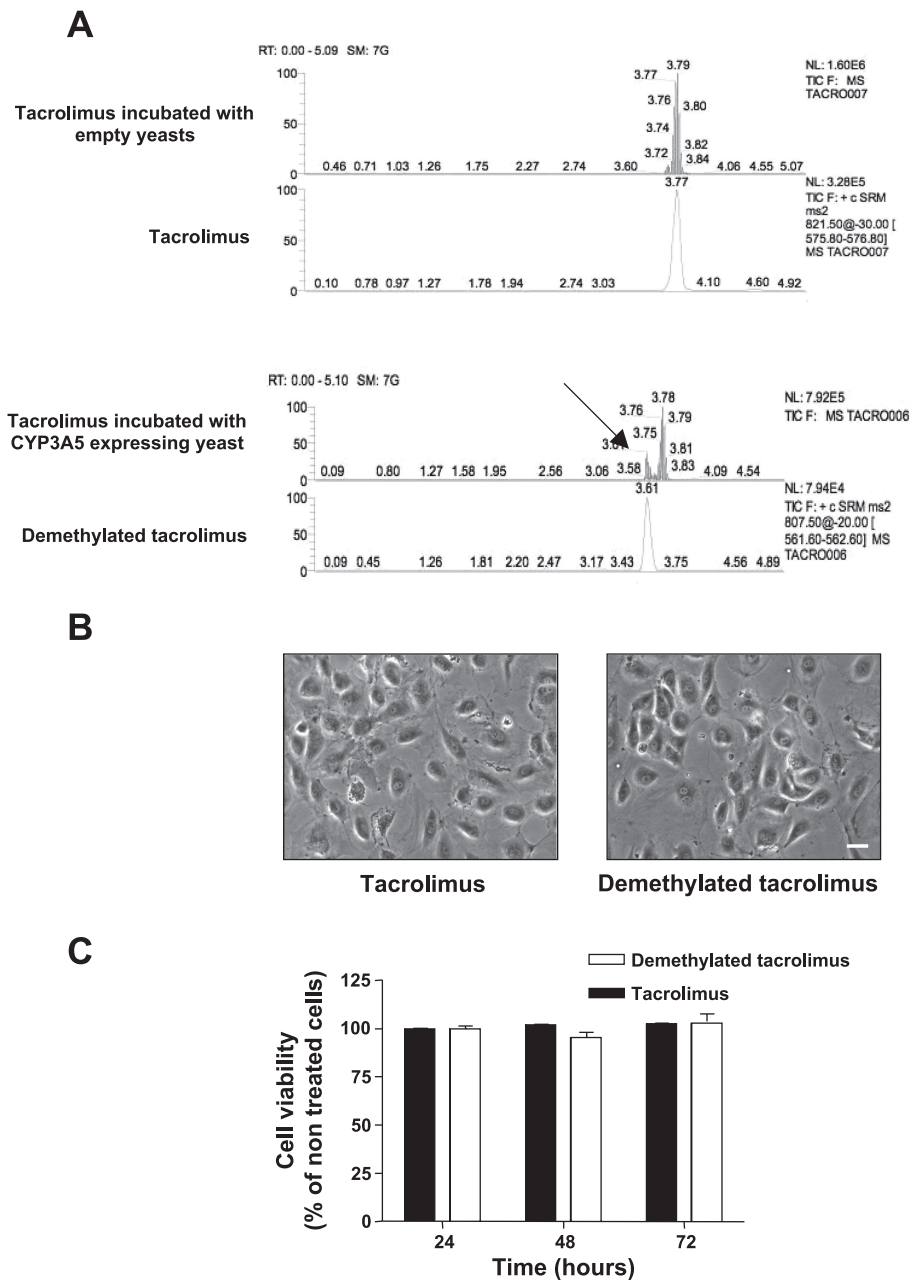 A
RT: 0.00 - 5.09 SM: 7G
Tacrolimus incubated with
empty yeasts
100
50
0
3.79
3.77
3.76
3.80
3.74
3.82
3.72
3.84
0.46 0.71 1.03 1.26 1.75 2.27 2.74 3.60 4.06 4.55 5.07
NL: 1.60E6
TIC F: MS
TACRO007
Tacrolimus
100
50
0
3.77
0.10 0.78 0.97 1.27 1.78 1.94 2.74 3.03 4.10 4.60 4.92
NL: 3.28E5
TIC F: + c SRM
ms2
821.50@-30.00 [
575.80-576.80]
MS TACRO007
RT: 0.00 - 5.10 SM: 7G
Tacrolimus incubated with
CYP3A5 expressing yeast
100
50
0
3.78
3.76
3.79
3.75
3.81
3.58
3.83
0.09 0.80 1.27 1.58 1.95 2.56 3.06 4.09 4.54
NL: 7.92E5
TIC F: MS TACRO006
Demethylated tacrolimus
100
50
0
3.61
0.09 0.45 1.26 1.81 2.20 2.47 3.17 3.43 3.75 4.56 4.89
NL: 7.94E4
TIC F: + c SRM ms2
807.50@-20.00 [
561.60-562.60] MS
TACRO006
B
Tacrolimus
Demethylated tacrolimus
C
Demethylated tacrolimus
Tacrolimus
Cell viability
(% of non treated cells)
125
100
75
50
25
0
24 48 72
Time (hours)